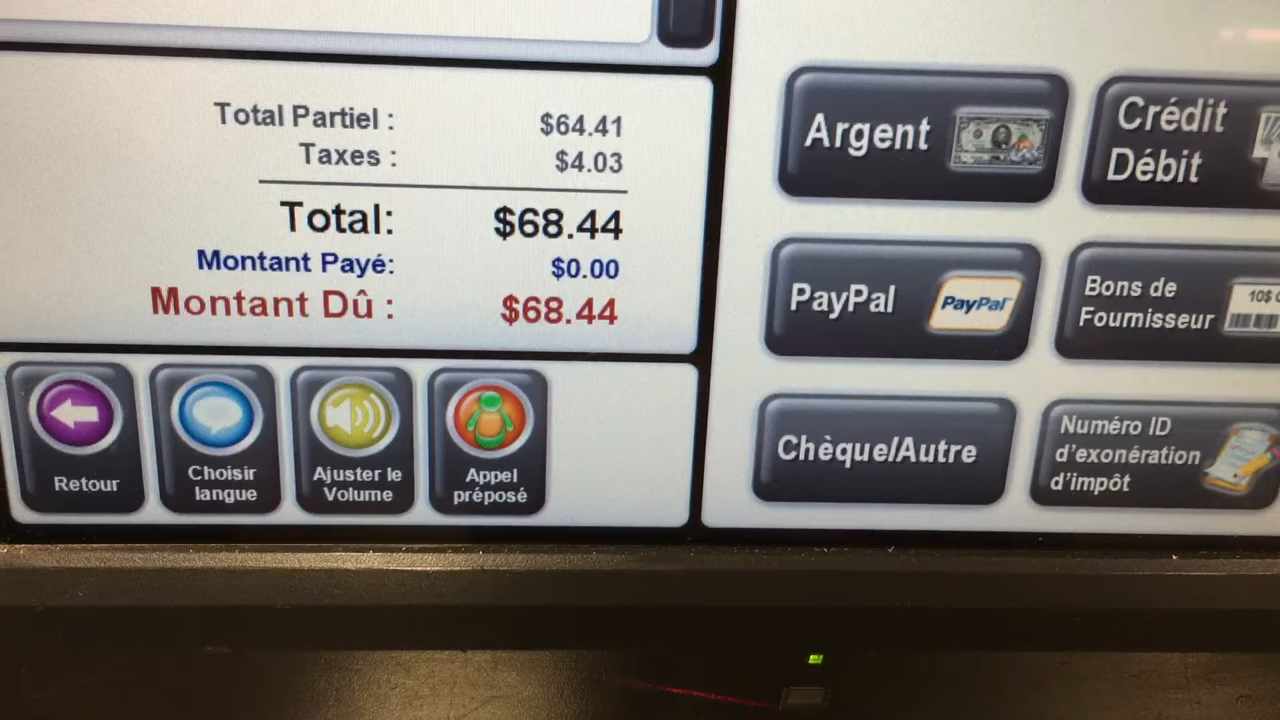 Total Partiel : $64.41
Taxes : $4.03
Total: $68.44
Montant Payé: $0.00
Montant Dû : $68.44
Retour
Choisir
langue
Ajuster le
Volume
Appel
préposé
Argent
Crédit
Débit
PayPal PayPal
Bons de
Fournisseur
10$
Chèque/Autre
Numéro ID
d'exonération
d'impôt